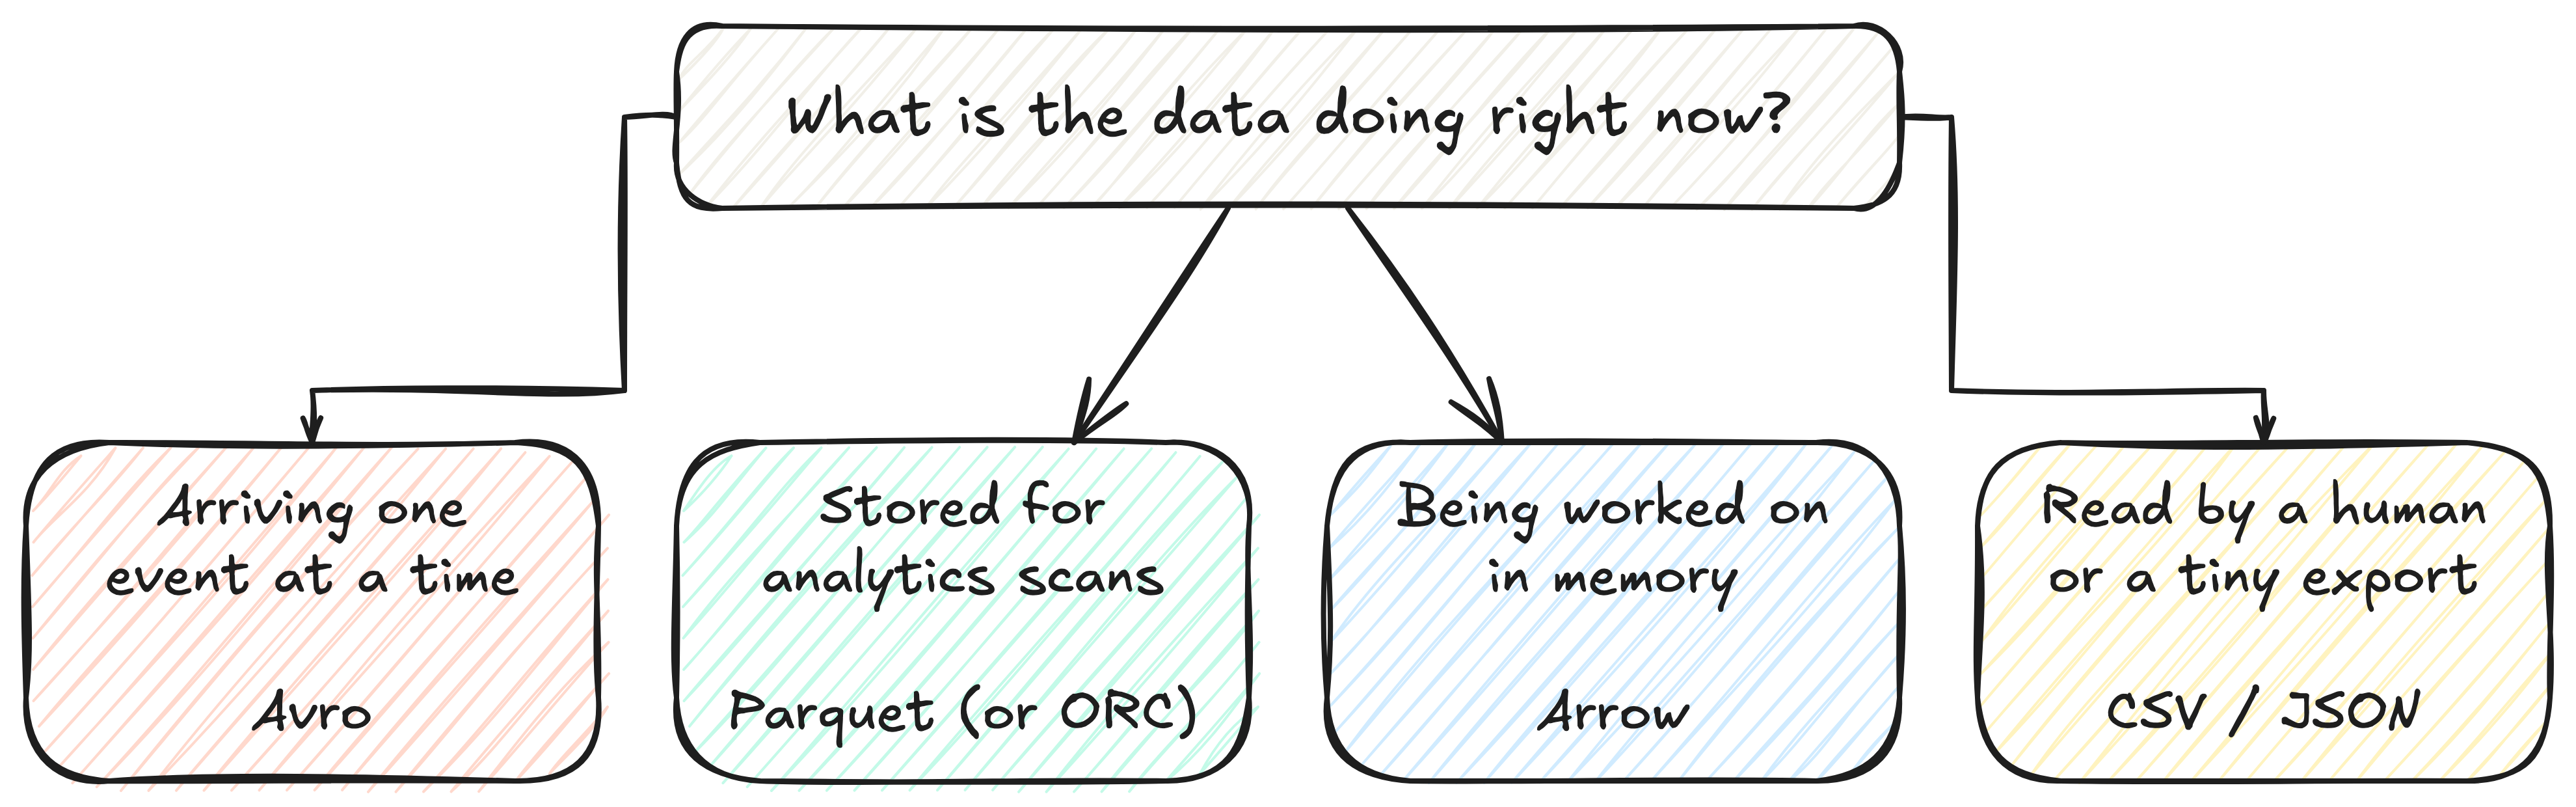 What is the data doing right now?
Arriving one
event at a time
Avro
Stored for
analytics scans
Parquet (or ORC)
Being worked on
in memory
Arrow
Read by a human
or a tiny export
CSV / JSON